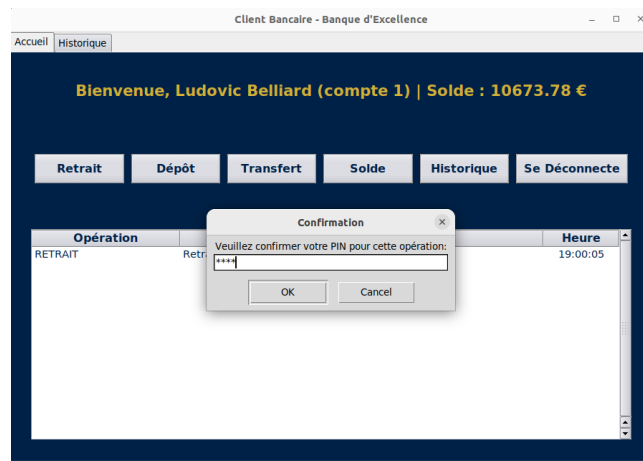 Client Bancaire - Banque d'Excellence
Accueil Historique
Bienvenue, Ludovic Belliard (compte 1) | Solde : 10673.78 €
Retrait Dépôt Transfert Solde Historique Se Déconnecte
Confirmation
Opération Heure
Veuillez confirmer votre PIN pour cette opération:
RETRAIT Retr 19:00:05
****
OK Cancel